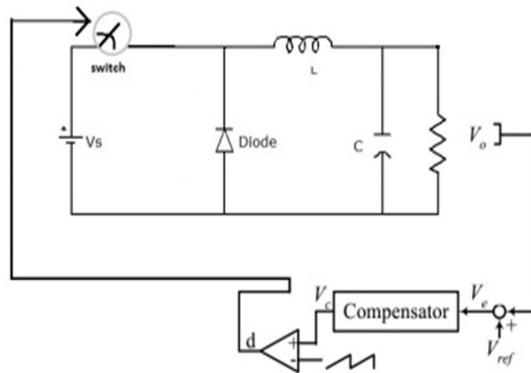 switch
L
Vs
Diode
C
Vo
Vc
Compensator
Ve
d
+
-
+
Vref